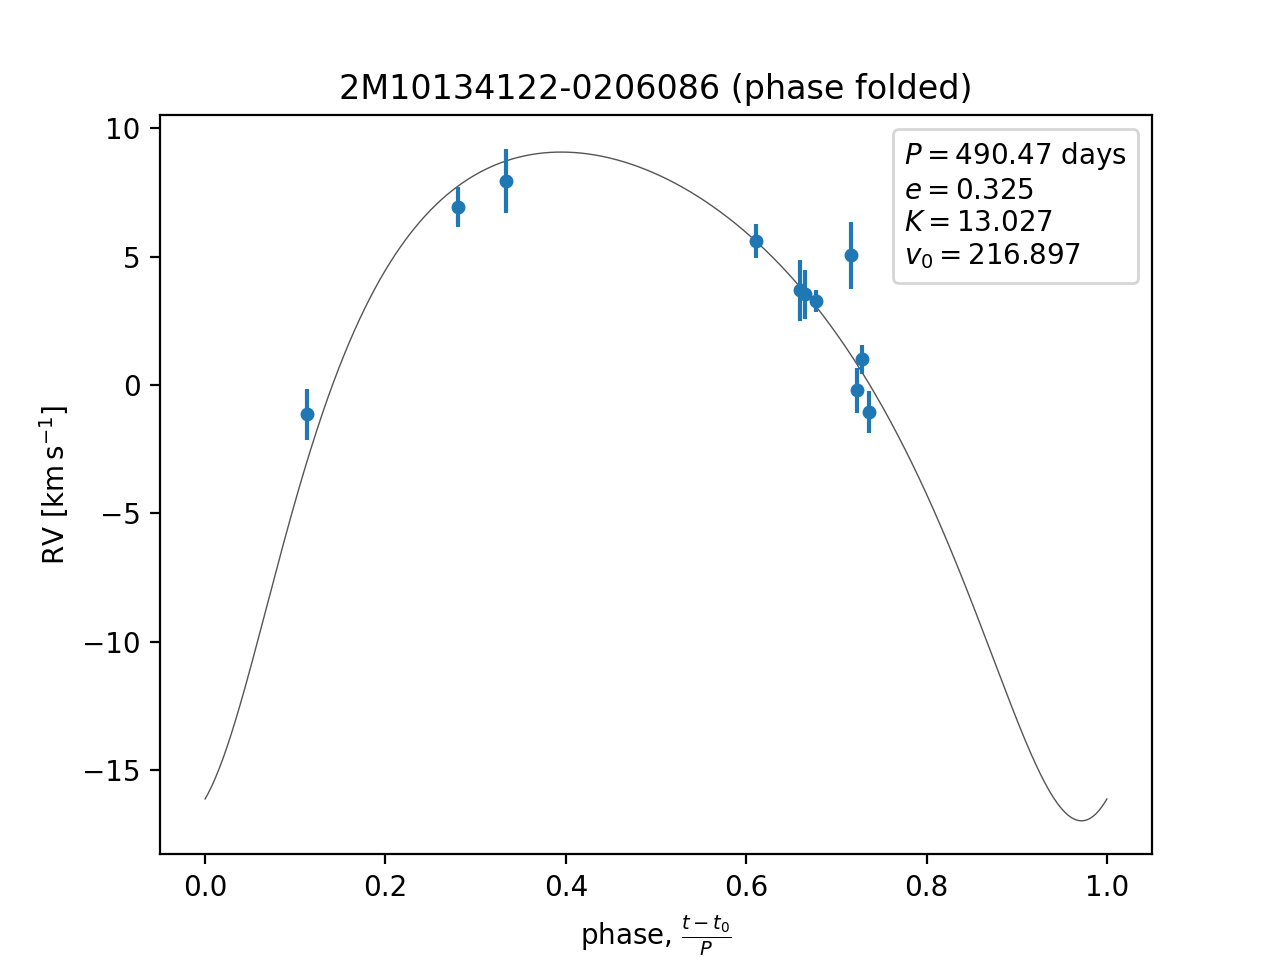 2M10134122-0206086 (phase folded)
P = 490.47 days
e = 0.325
K = 13.027
v₀ = 216.897
RV [km s⁻¹]
10
5
0
−5
−10
−15
0.0 0.2 0.4 0.6 0.8 1.0
phase, (t − t₀)/P